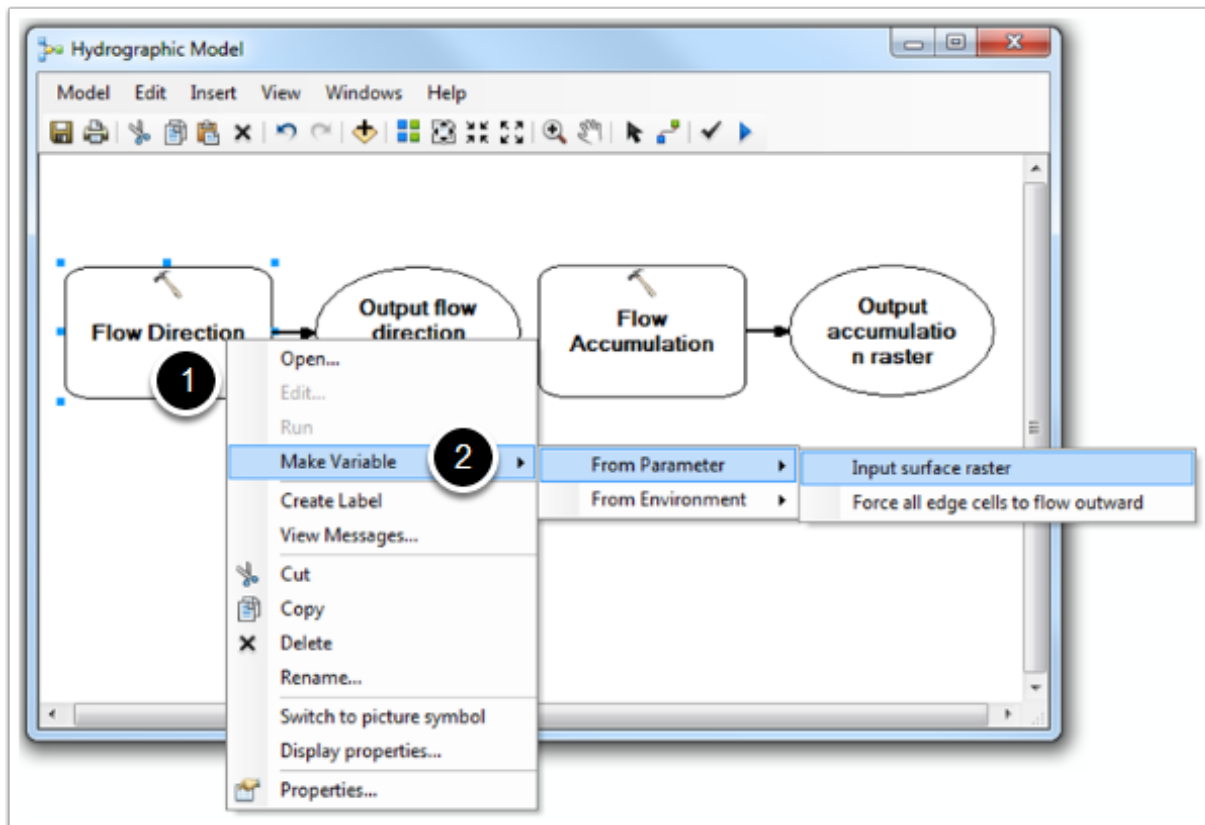 Hydrographic Model
Model Edit Insert View Windows Help
Flow Direction
Output flow
direction
Flow
Accumulation
Output
accumulatio
n raster
1
Open...
Edit...
Run
Make Variable
2
From Parameter
Input surface raster
From Environment
Force all edge cells to flow outward
Create Label
View Messages...
Cut
Copy
Delete
Rename...
Switch to picture symbol
Display properties...
Properties...